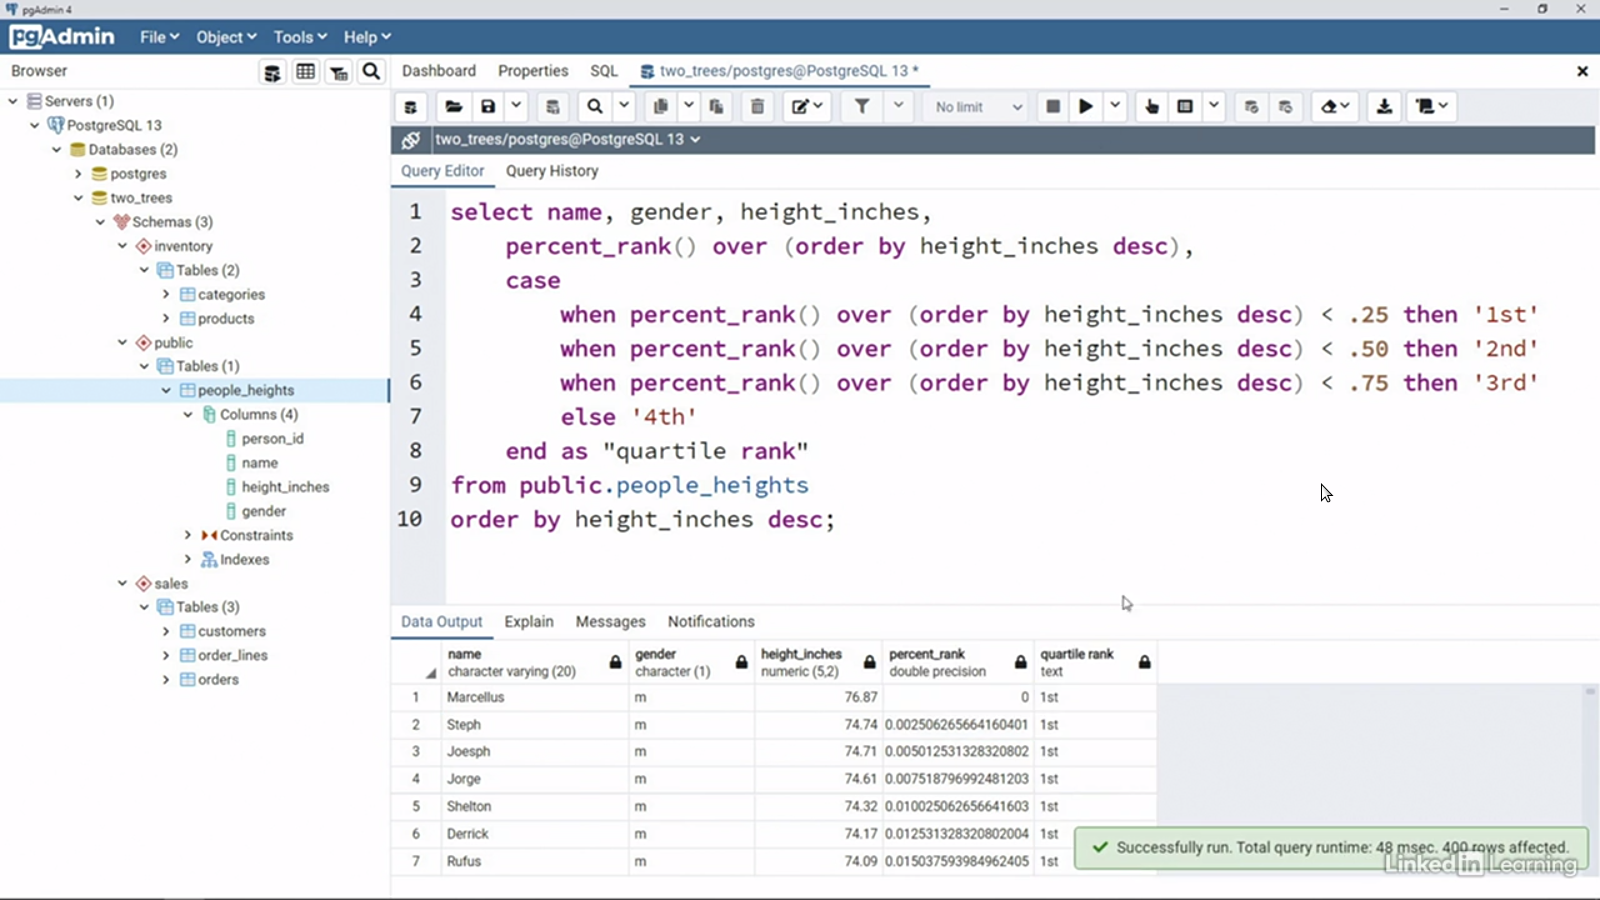 pgAdmin 4
pgAdmin File Object Tools Help
Browser
Dashboard Properties SQL two_trees/postgres@PostgreSQL 13 *
No limit
two_trees/postgres@PostgreSQL 13
Query Editor Query History
Servers (1)
PostgreSQL 13
Databases (2)
postgres
two_trees
Schemas (3)
inventory
Tables (2)
categories
products
public
Tables (1)
people_heights
Columns (4)
person_id
name
height_inches
gender
Constraints
Indexes
sales
Tables (3)
customers
order_lines
orders
1 select name, gender, height_inches,
2 percent_rank() over (order by height_inches desc),
3 case
4 when percent_rank() over (order by height_inches desc) < .25 then '1st'
5 when percent_rank() over (order by height_inches desc) < .50 then '2nd'
6 when percent_rank() over (order by height_inches desc) < .75 then '3rd'
7 else '4th'
8 end as "quartile rank"
9 from public.people_heights
10 order by height_inches desc;
Data Output Explain Messages Notifications
name gender height_inches percent_rank quartile rank
character varying (20) character (1) numeric (5,2) double precision text
1 Marcellus m 76.87 0 1st
2 Steph m 74.74 0.002506265664160401 1st
3 Joesph m 74.71 0.005012531328320802 1st
4 Jorge m 74.61 0.007518796992481203 1st
5 Shelton m 74.32 0.010025062656641603 1st
6 Derrick m 74.17 0.012531328320802004 1st
7 Rufus m 74.09 0.015037593984962405 1st
Successfully run. Total query runtime: 48 msec. 400 rows affected.
LinkedIn Learning